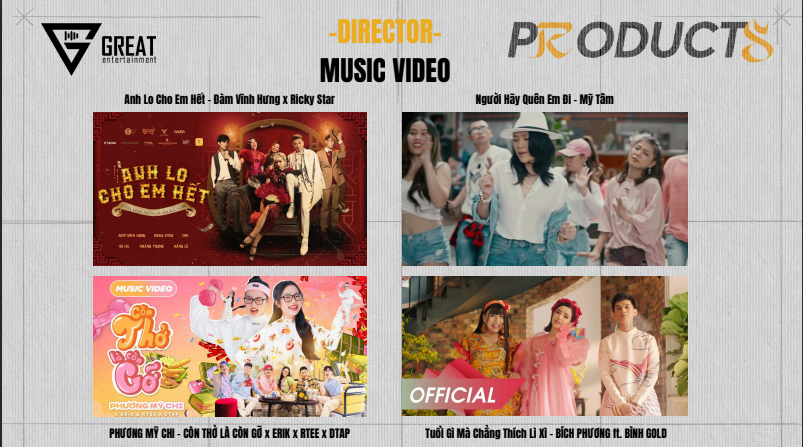 GREAT
entertainment
-DIRECTOR-
MUSIC VIDEO
PRODUCTS
Anh Lo Cho Em Hết - Đàm Vĩnh Hưng x Ricky Star
Người Hãy Quên Em Đi - Mỹ Tâm
ANH LO
CHO EM HẾT
MUSIC VIDEO
Còn
Thở
là còn
Gỡ
PHƯƠNG MỸ CHI
x ERIK x RTEE x DTAP
OFFICIAL
PHƯƠNG MỸ CHI - CÒN THỞ LÀ CÒN GỠ x ERIK x RTEE x DTAP
Tuổi Gì Mà Chẳng Thích Lì Xì - BÍCH PHƯƠNG ft. BÌNH GOLD